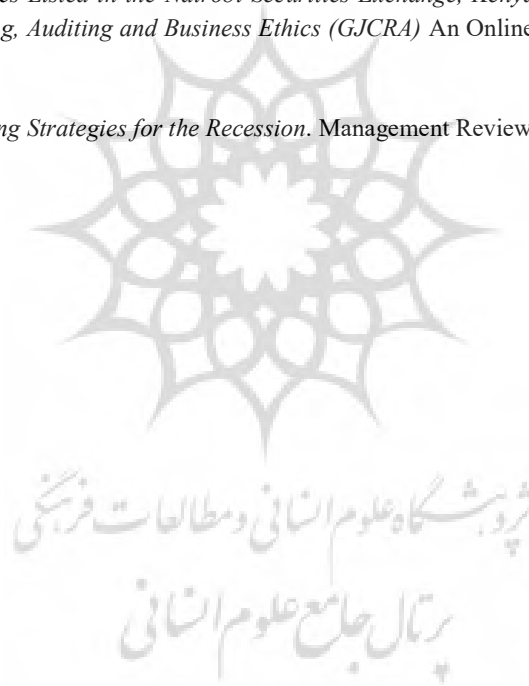 es Listed in the Nairobi Securities Exchange, Kenya
g, Auditing and Business Ethics (GJCRA) An Online
ng Strategies for the Recession. Management Review
پژوهشگاه علوم انسانی و مطالعات فرهنگی
پرتال جامع علوم انسانی